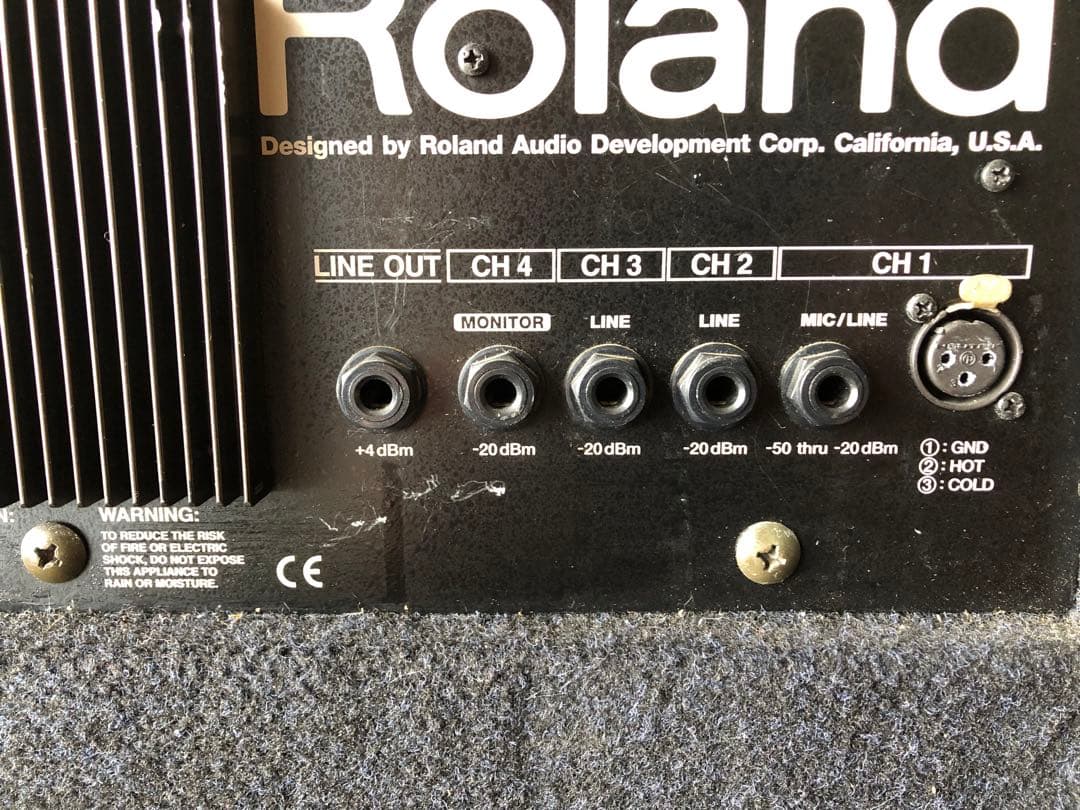 Roland
Designed by Roland Audio Development Corp. California, U.S.A.
LINE OUT CH 4 CH 3 CH 2 CH 1
MONITOR LINE LINE MIC/LINE
+4 dBm -20 dBm -20 dBm -20 dBm -50 thru -20 dBm
①: GND
②: HOT
③: COLD
N: WARNING:
TO REDUCE THE RISK
OF FIRE OR ELECTRIC
SHOCK, DO NOT EXPOSE
THIS APPLIANCE TO
RAIN OR MOISTURE.
CE